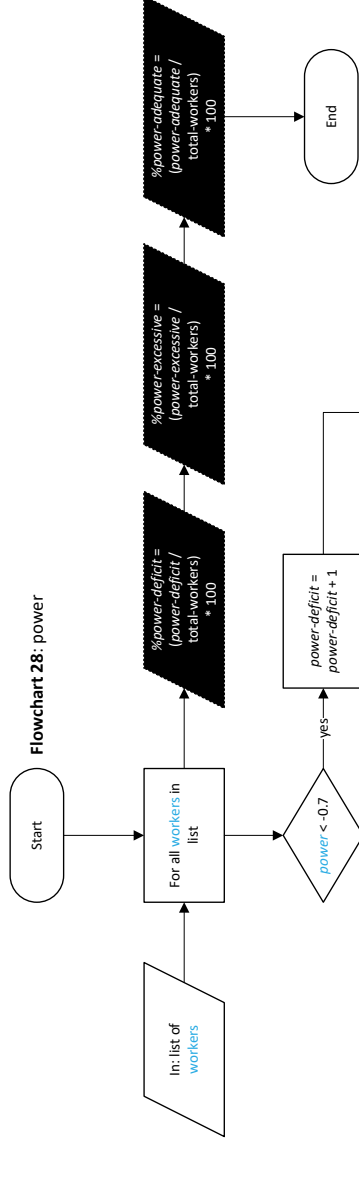 Flowchart 28: power
Start
In: list of
workers
For all workers in
list
%power-deficit =
(power-deficit /
total-workers)
* 100
%power-excessive =
(power-excessive /
total-workers)
* 100
%power-adequate =
(power-adequate /
total-workers)
* 100
End
power < -0.7
yes
power-deficit =
power-deficit + 1